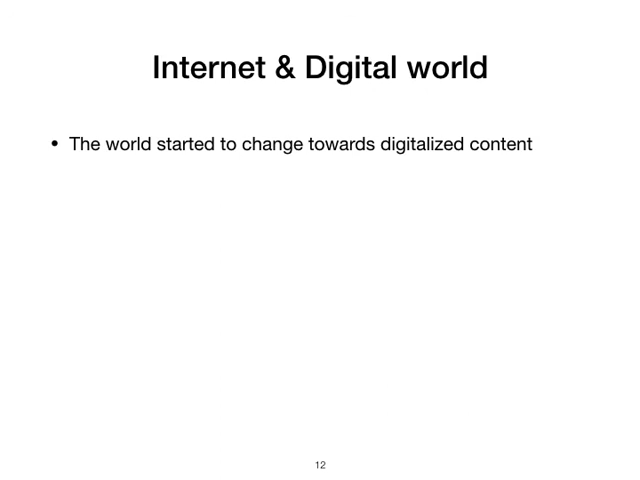 Internet & Digital world
• The world started to change towards digitalized content
12